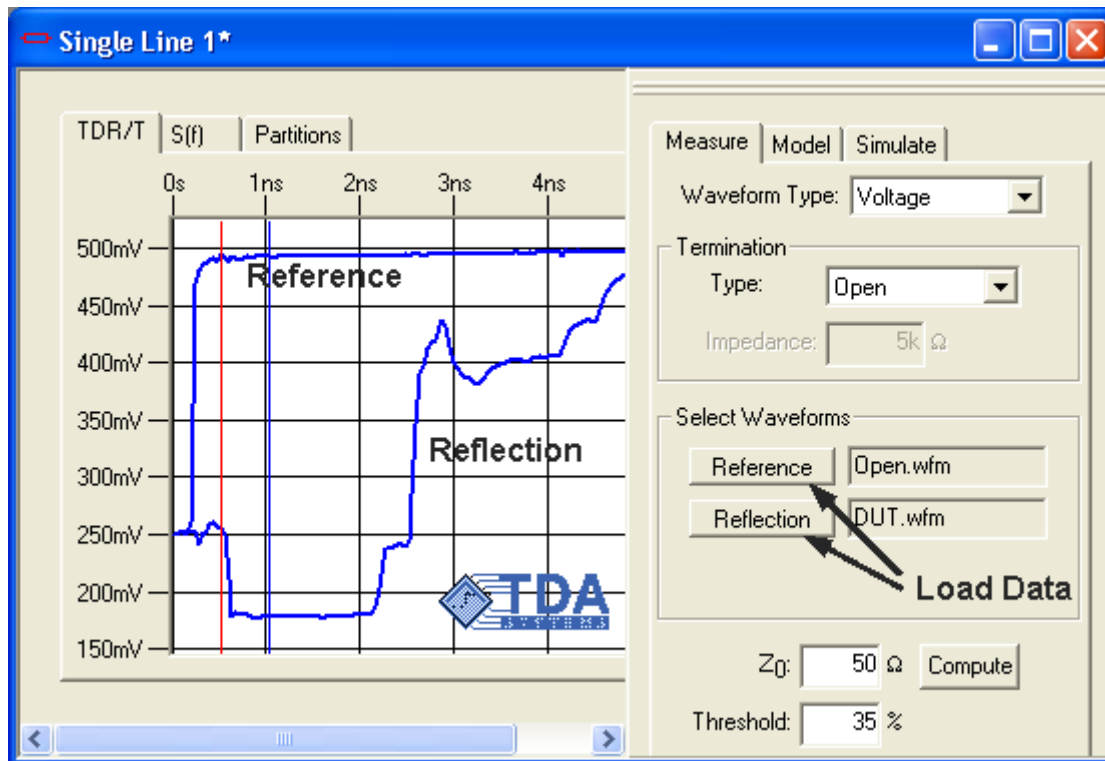 Single Line 1*
TDR/T S(f) Partitions
0s 1ns 2ns 3ns 4ns
500mV
450mV
400mV
350mV
300mV
250mV
200mV
150mV
Reference
Reflection
TDA
SYSTEMS
Measure Model Simulate
Waveform Type: Voltage
Termination
Type: Open
Impedance: 5k Ω
Select Waveforms
Reference Open.wfm
Reflection DUT.wfm
Load Data
Z0: 50 Ω Compute
Threshold: 35 %